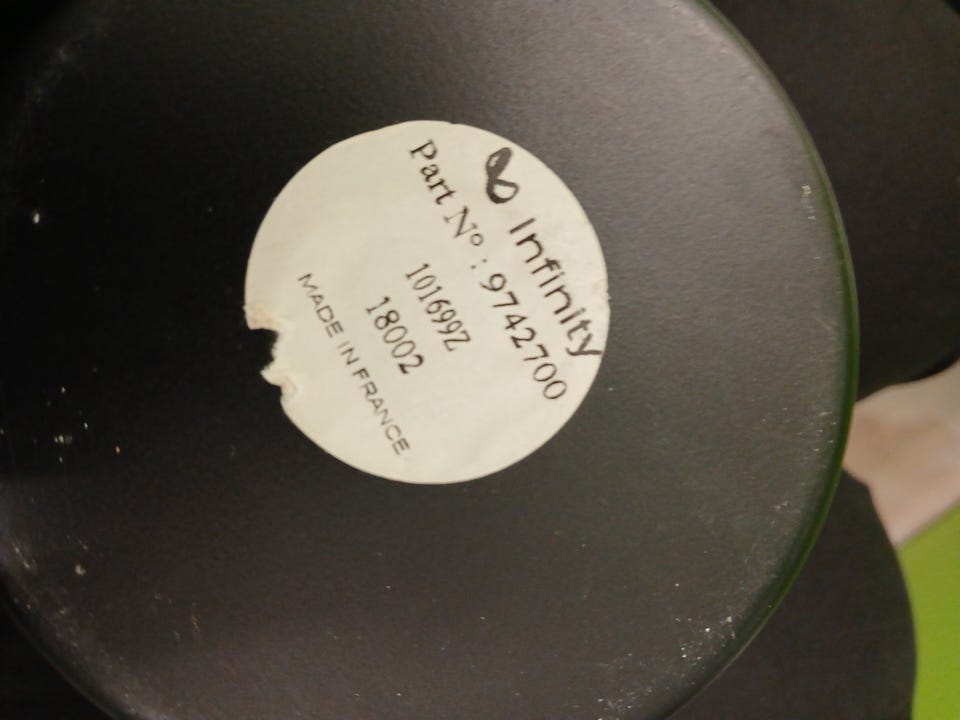 Infinity
Part Nº : 9742700
101699Z
18002
MADE IN FRANCE